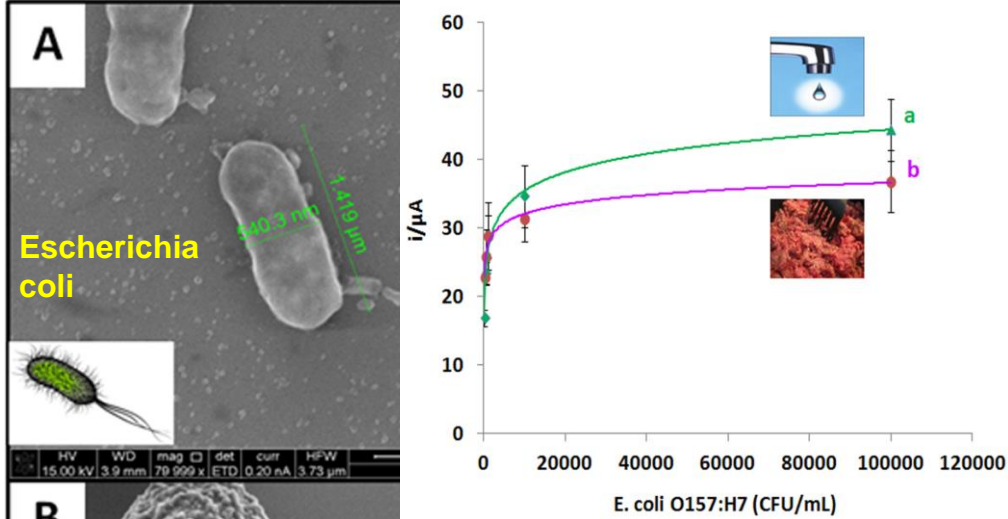 A
1.419 µm
540.3 nm
Escherichia
coli
HV WD mag □ det curr HFW
15.00 kV 3.9 mm 79 999 x ETD 0.20 nA 3.73 µm
B
60
50
40
30
20
10
0
i/µA
a
b
0 20000 40000 60000 80000 100000 120000
E. coli O157:H7 (CFU/mL)